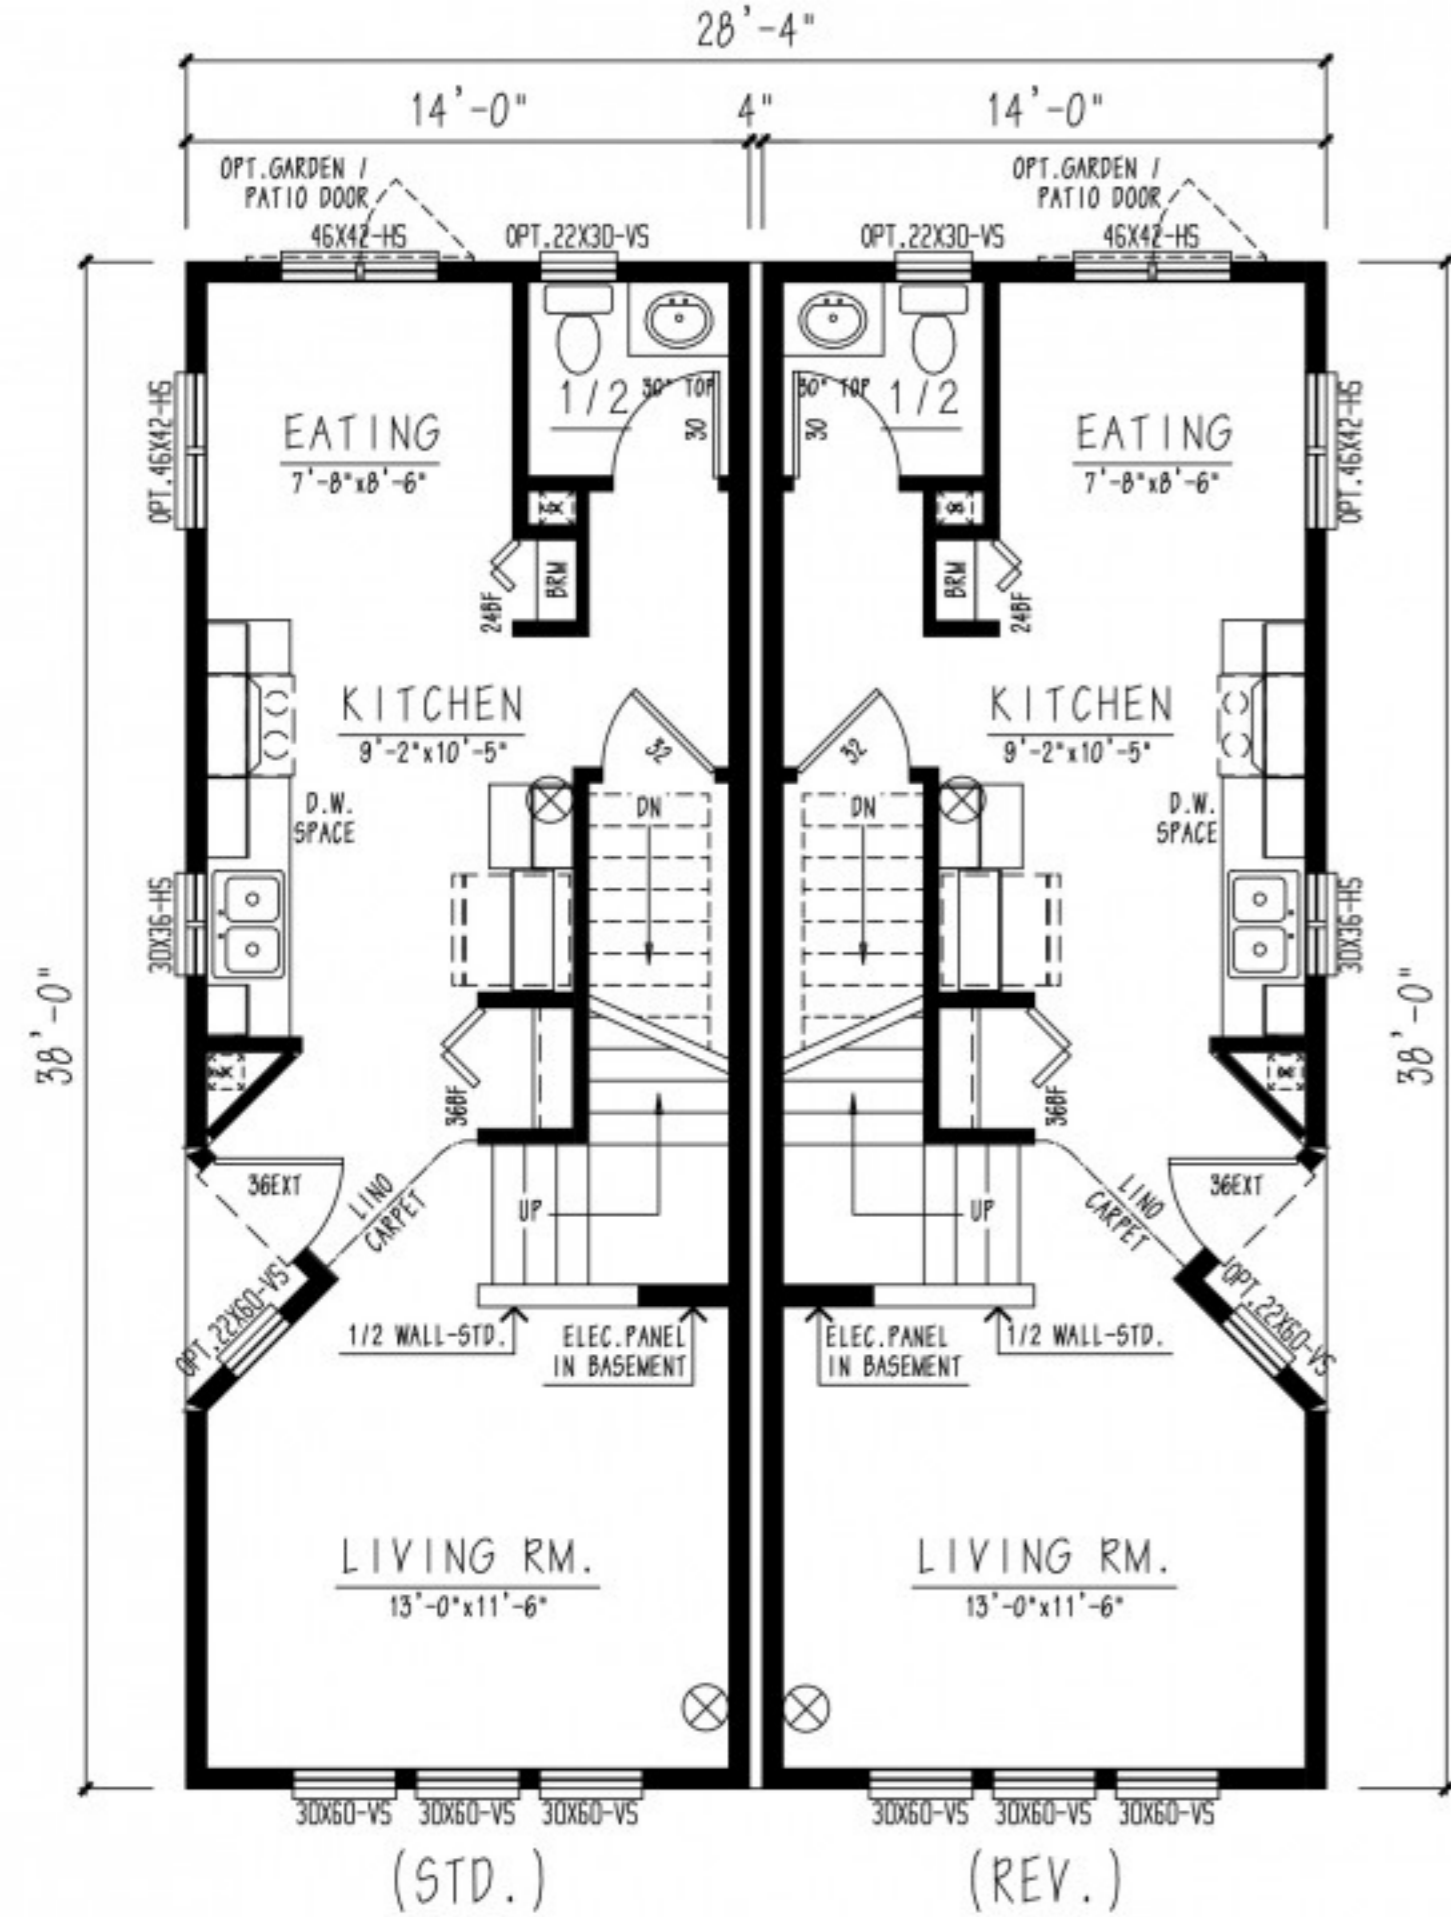 28'-4"
14'-0" 4" 14'-0"
OPT.GARDEN /
PATIO DOOR
OPT.GARDEN /
PATIO DOOR
46X42-HS OPT.22X30-VS OPT.22X30-VS 46X42-HS
30" TOP 30" TOP
1/2 1/2
30 30
EATING
7'-8"x8'-6"
EATING
7'-8"x8'-6"
OPT.46X42-HS OPT.46X42-HS
BRM BRM
24BF 24BF
KITCHEN
9'-2"x10'-5"
KITCHEN
9'-2"x10'-5"
32 32
D.W.
SPACE
DN DN
D.W.
SPACE
30X36-HS 30X36-HS
38'-0" 38'-0"
36BF 36BF
36EXT 36EXT
LINO
CARPET
LINO
CARPET
UP UP
OPT.22X60-VS OPT.22X60-VS
1/2 WALL-STD.
ELEC.PANEL
IN BASEMENT
ELEC.PANEL
IN BASEMENT
1/2 WALL-STD.
LIVING RM.
13'-0"x11'-6"
LIVING RM.
13'-0"x11'-6"
30X60-VS 30X60-VS 30X60-VS 30X60-VS 30X60-VS 30X60-VS
(STD.) (REV.)